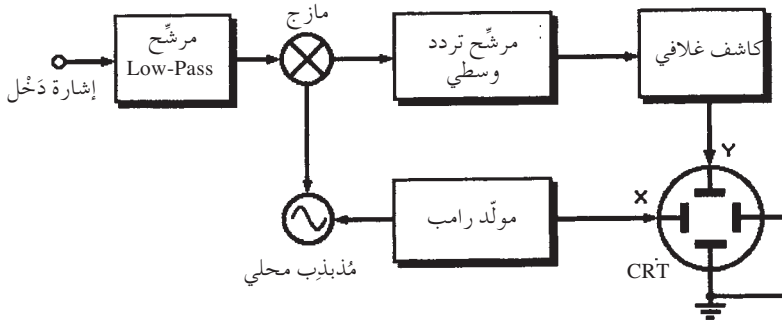 مازج
مرشِّح
Low-Pass
مرشِّح تردد
وسطي
كاشف غلافي
إشارة دَخْل
Y
X
مولّد رامب
مُذبذِب محلي
CRT